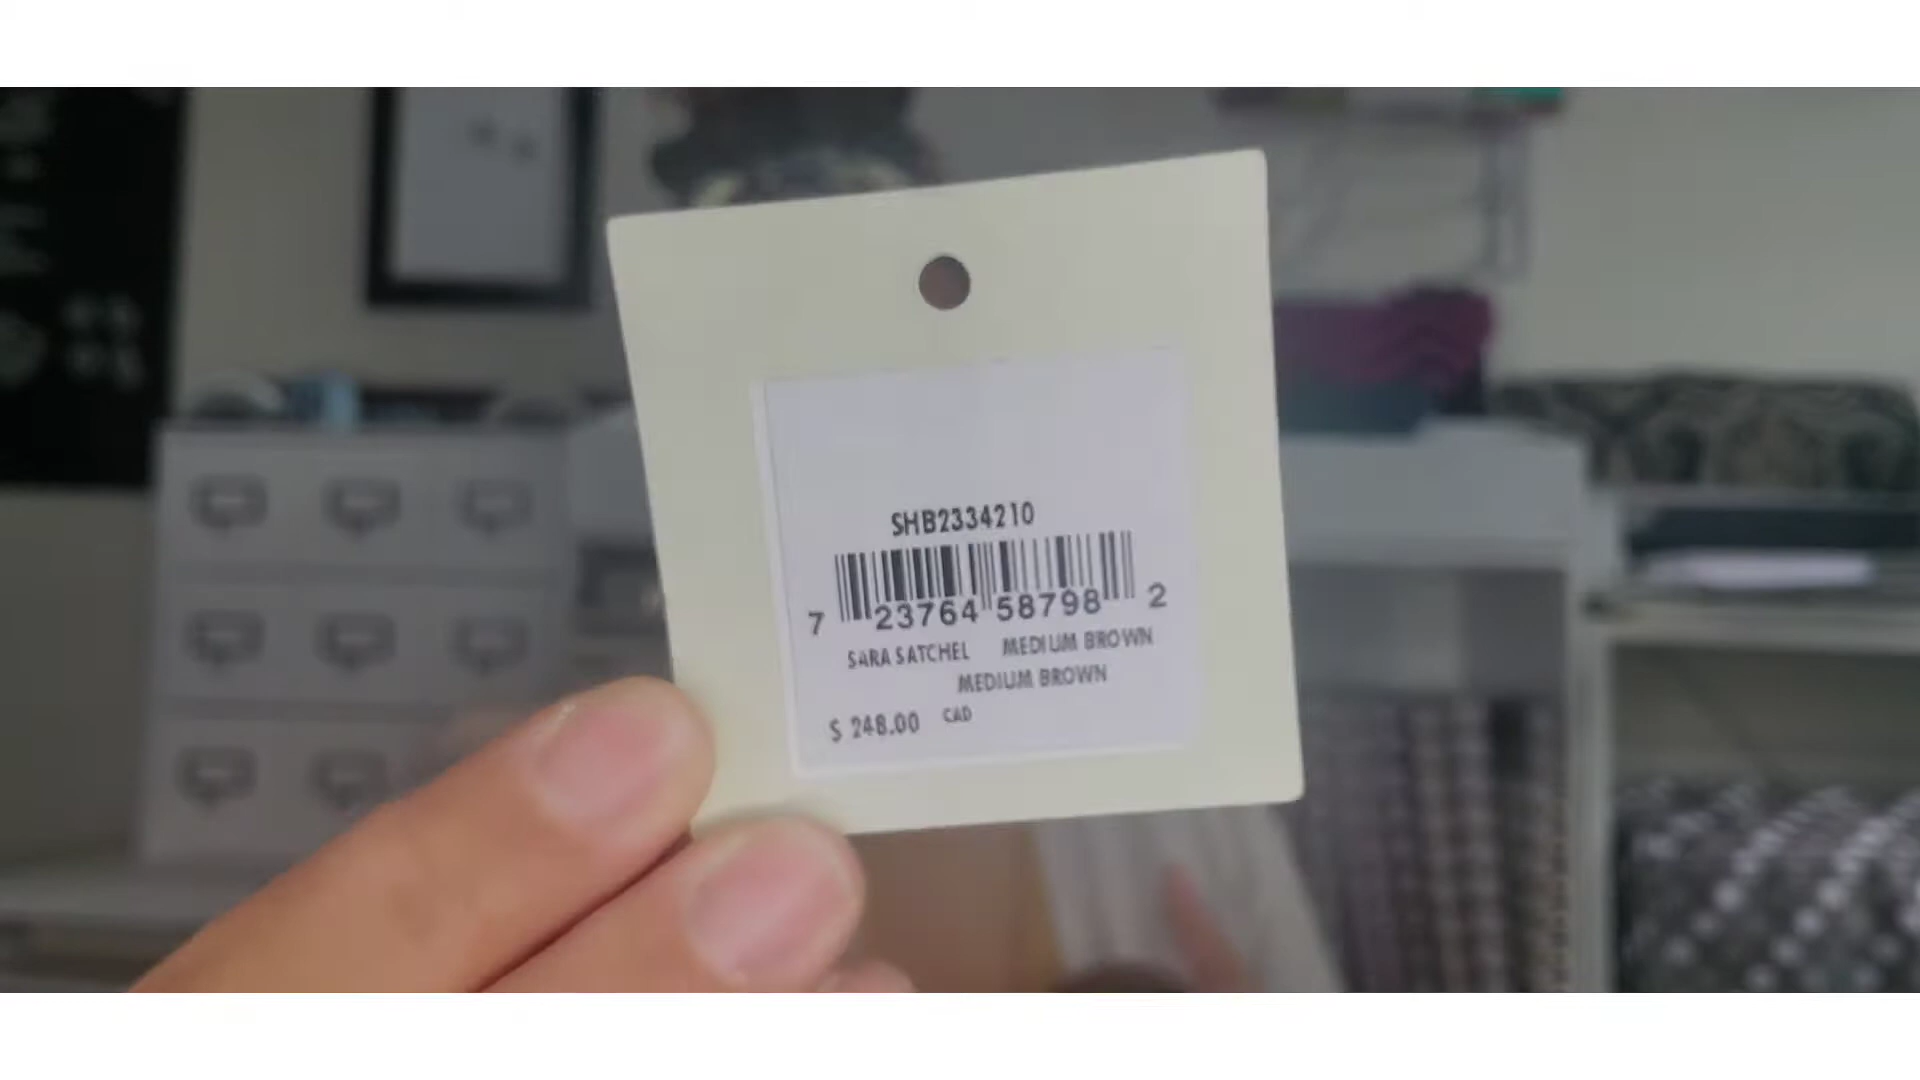 SHB2334210
7 23764 58798 2
SARA SATCHEL MEDIUM BROWN
MEDIUM BROWN
$ 248.00 CAD